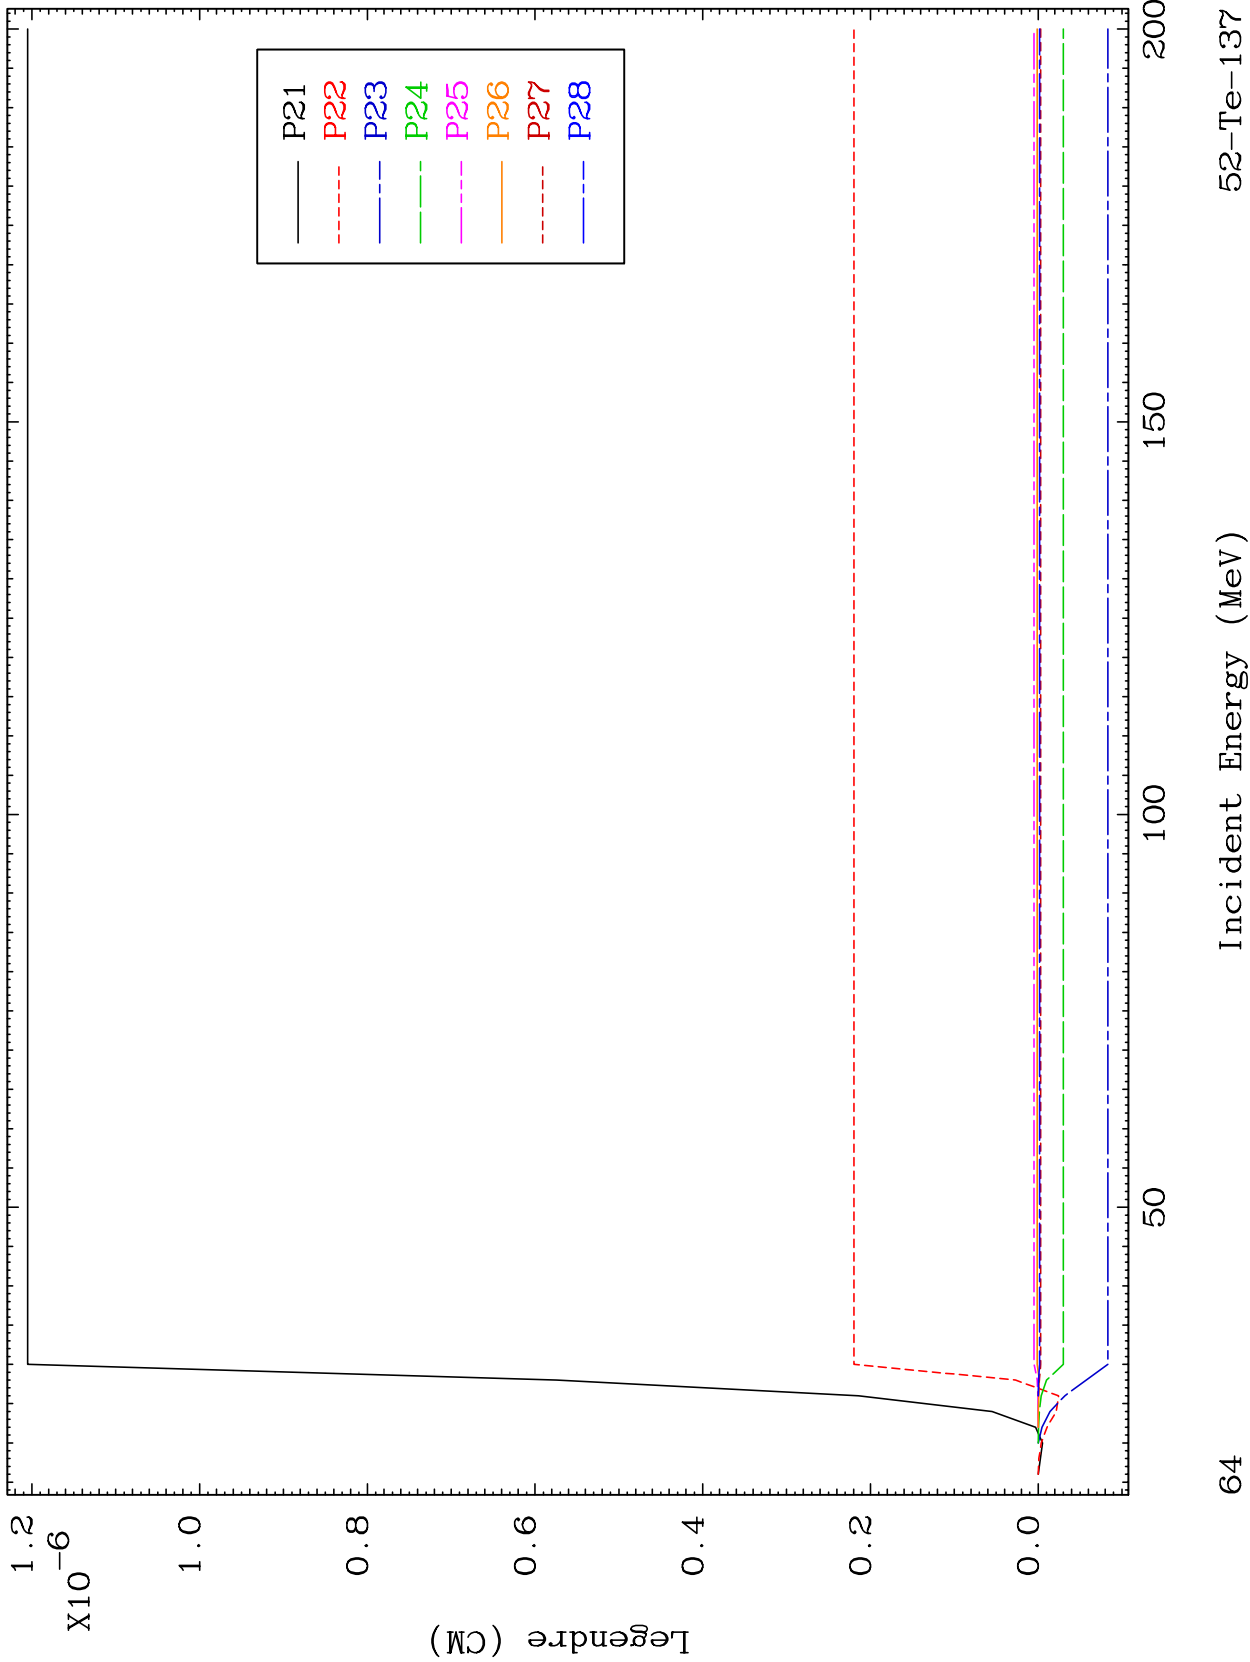 1.2
X10-6
1.0
0.8
0.6
0.4
0.2
0.0
Legendre (CM)
P21
P22
P23
P24
P25
P26
P27
P28
50
100
150
200
64
Incident Energy (MeV)
52-Te-137